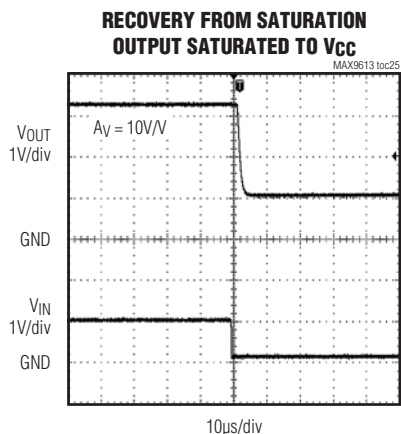 RECOVERY FROM SATURATION
OUTPUT SATURATED TO VCC
MAX9613 toc25
AV = 10V/V
VOUT
1V/div
GND
VIN
1V/div
GND
10µs/div